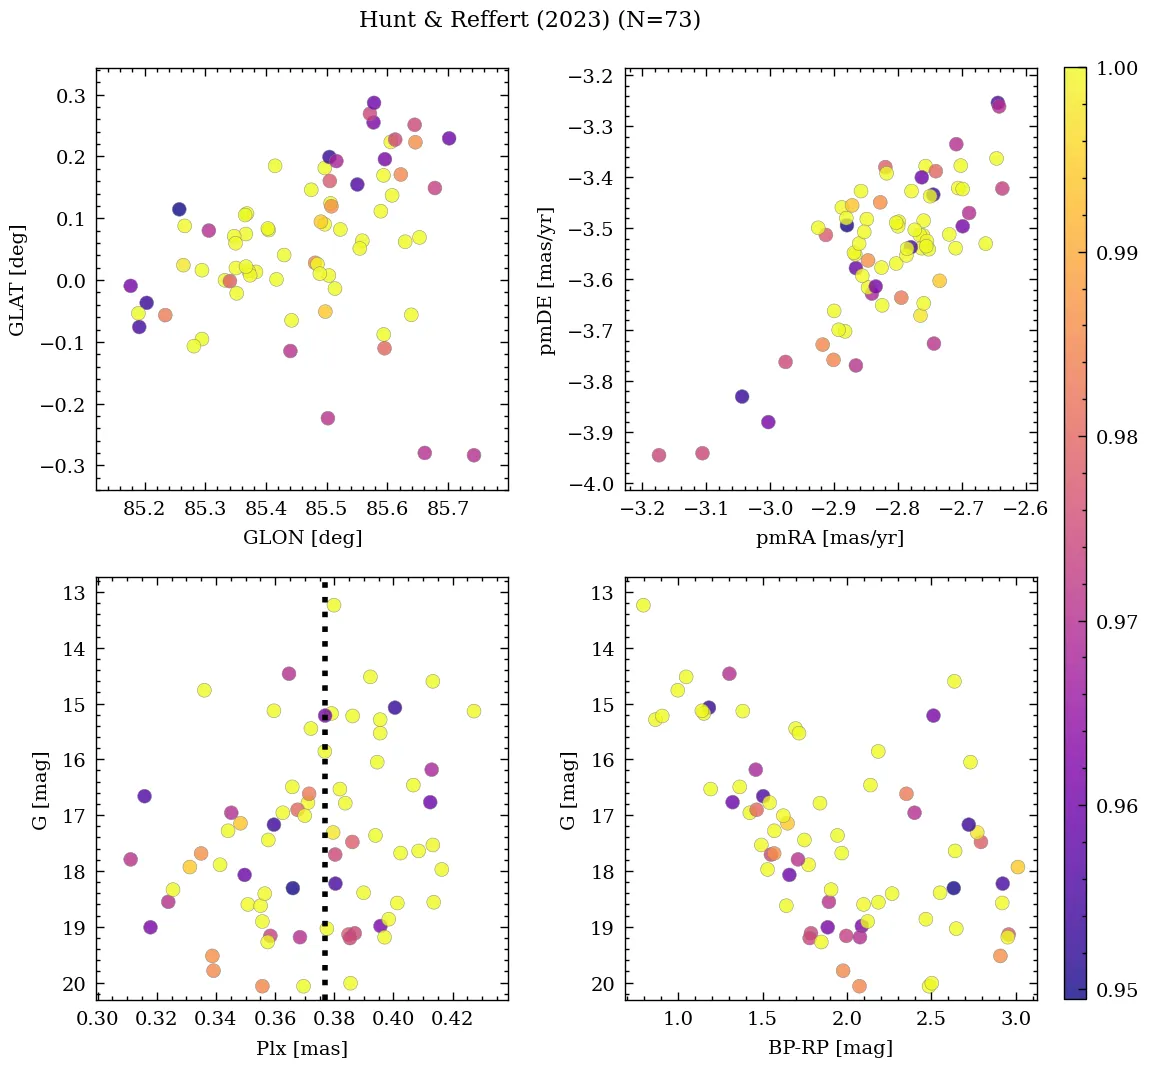 Hunt & Reffert (2023) (N=73)
0.3
0.2
0.1
0.0
−0.1
−0.2
−0.3
GLAT [deg]
85.2 85.3 85.4 85.5 85.6 85.7
GLON [deg]
−3.2
−3.3
−3.4
−3.5
−3.6
−3.7
−3.8
−3.9
−4.0
pmDE [mas/yr]
−3.2 −3.1 −3.0 −2.9 −2.8 −2.7 −2.6
pmRA [mas/yr]
13
14
15
16
17
18
19
20
G [mag]
0.30 0.32 0.34 0.36 0.38 0.40 0.42
Plx [mas]
13
14
15
16
17
18
19
20
G [mag]
1.0 1.5 2.0 2.5 3.0
BP-RP [mag]
1.00
0.99
0.98
0.97
0.96
0.95